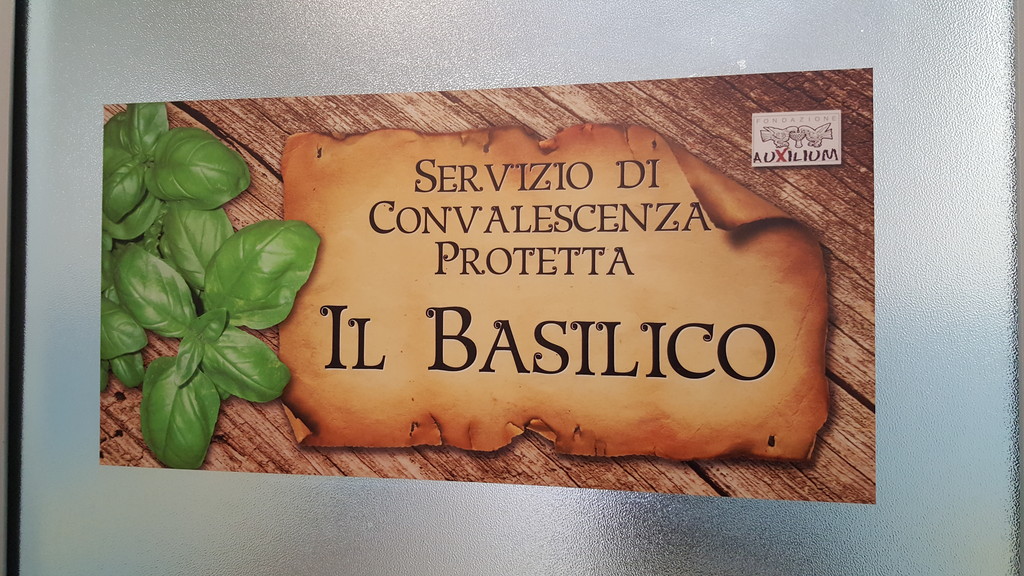 FONDAZIONE
AUXILIUM
SERVIZIO DI
CONVALESCENZA
PROTETTA
IL BASILICO